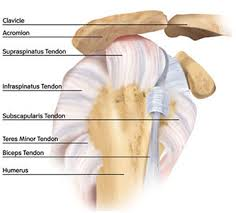 Clavicle
Acromion
Supraspinatus Tendon
Infraspinatus Tendon
Subscapularis Tendon
Teres Minor Tendon
Biceps Tendon
Humerus